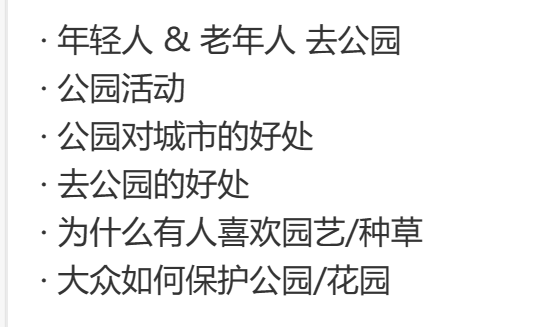 · 年轻人 & 老年人 去公园
· 公园活动
· 公园对城市的好处
· 去公园的好处
· 为什么有人喜欢园艺/种草
· 大众如何保护公园/花园